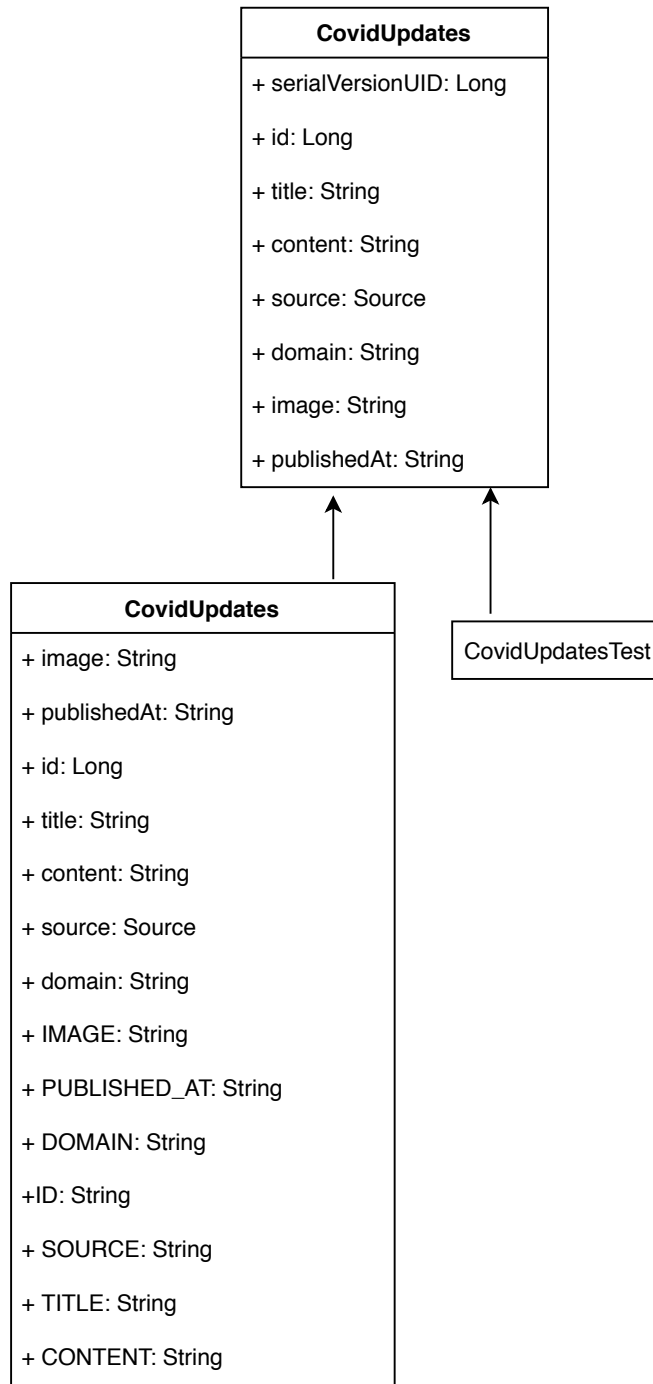 CovidUpdates
+ serialVersionUID: Long
+ id: Long
+ title: String
+ content: String
+ source: Source
+ domain: String
+ image: String
+ publishedAt: String
CovidUpdates
+ image: String
+ publishedAt: String
+ id: Long
+ title: String
+ content: String
+ source: Source
+ domain: String
+ IMAGE: String
+ PUBLISHED_AT: String
+ DOMAIN: String
+ID: String
+ SOURCE: String
+ TITLE: String
+ CONTENT: String
CovidUpdatesTest